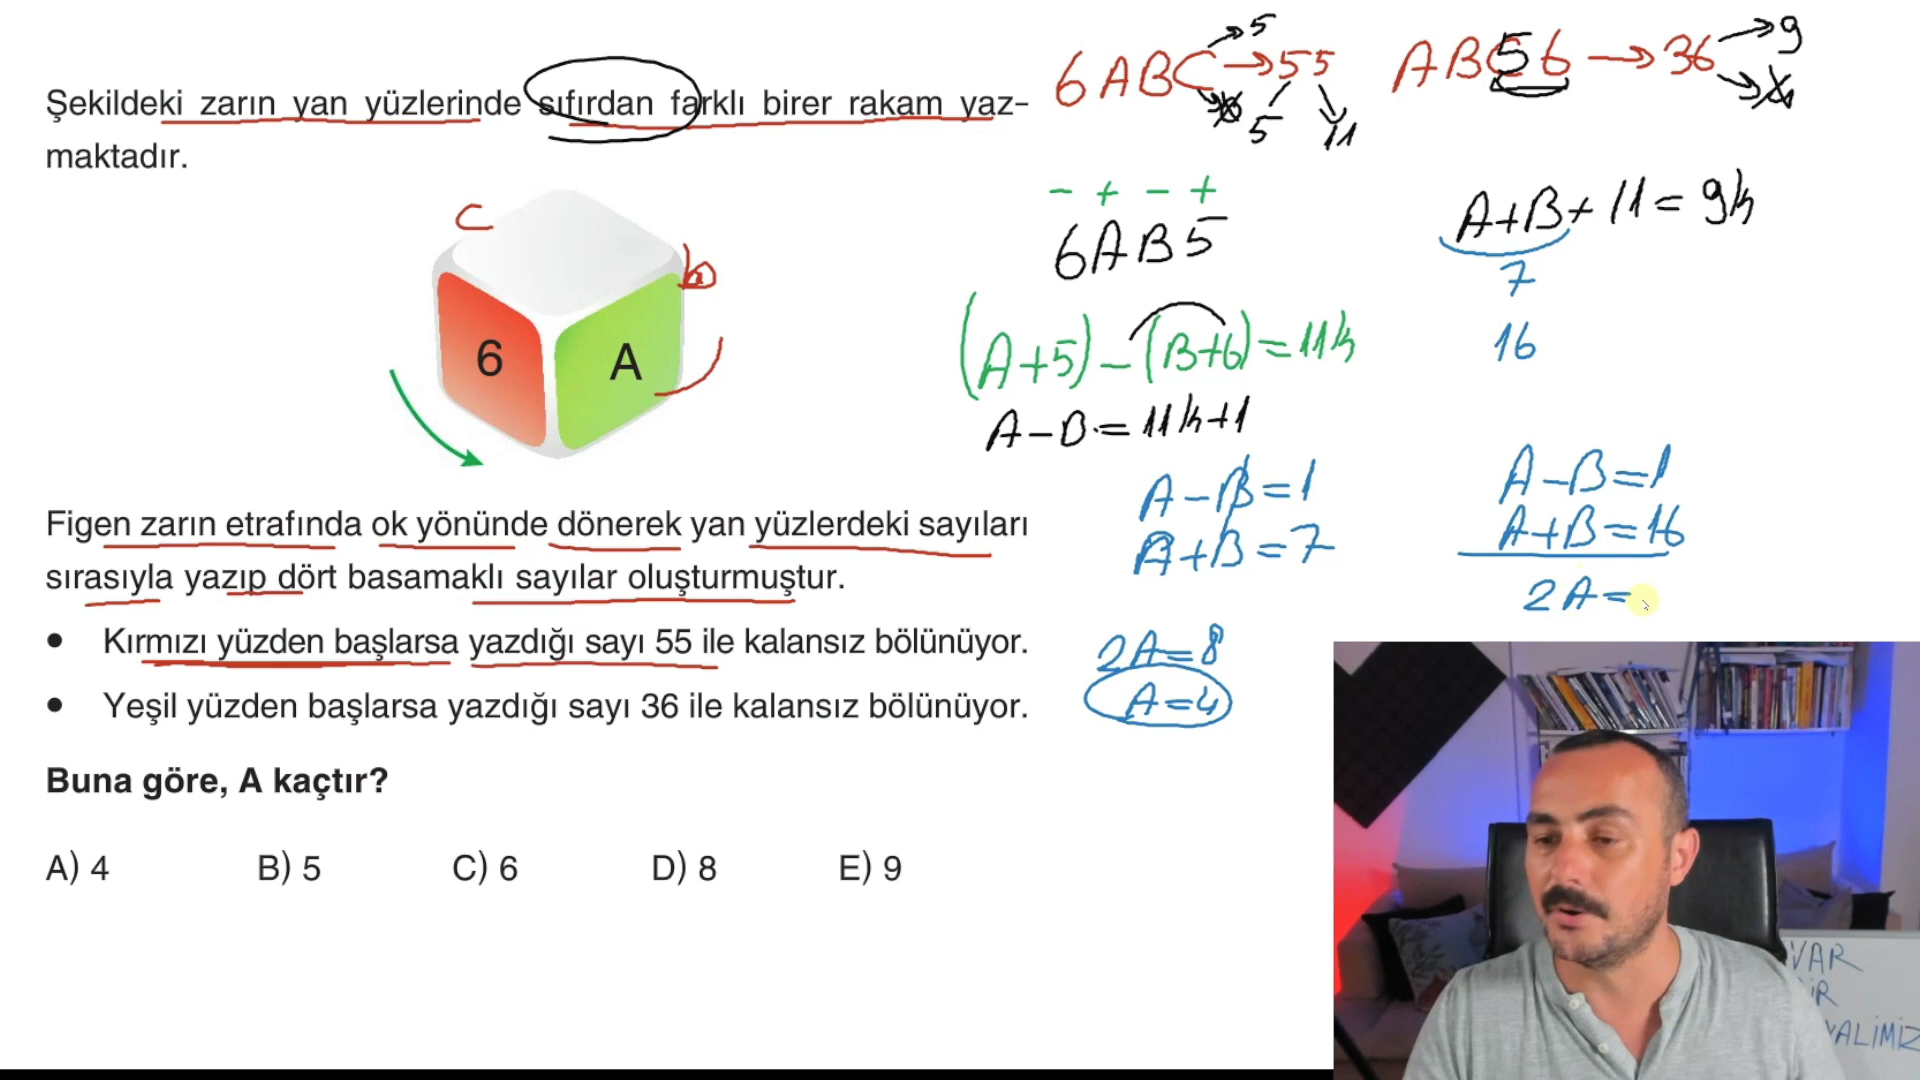 Şekildeki zarın yan yüzlerinde sıfırdan farklı birer rakam yaz-
maktadır.
C
b
6
A
Figen zarın etrafında ok yönünde dönerek yan yüzlerdeki sayıları
sırasıyla yazıp dört basamaklı sayılar oluşturmuştur.
• Kırmızı yüzden başlarsa yazdığı sayı 55 ile kalansız bölünüyor.
• Yeşil yüzden başlarsa yazdığı sayı 36 ile kalansız bölünüyor.
Buna göre, A kaçtır?
A) 4 B) 5 C) 6 D) 8 E) 9
5
6ABC → 55
5 11
- + - +
6AB5
(A+5) - (B+6) = 11k
A-B = 11k+1
A-B=1
A+B=7
2A=8
A=4
9
AB56 → 36
A+B+11=9k
7
16
A-B=1
A+B=16
2A=
VAR